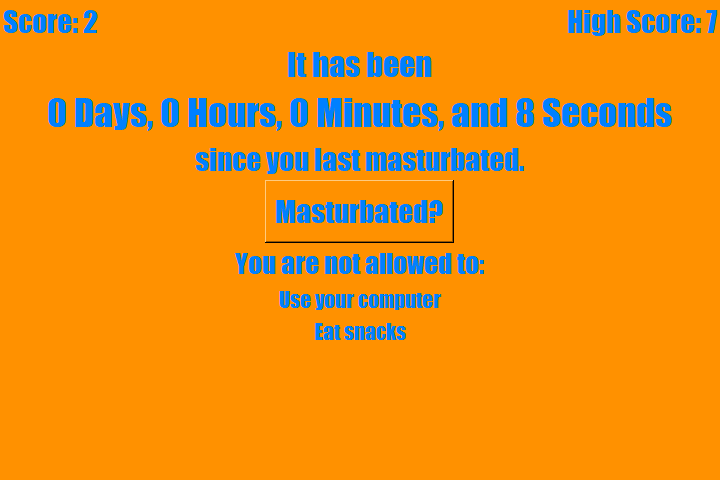 Score: 2
High Score: 7
It has been
0 Days, 0 Hours, 0 Minutes, and 8 Seconds
since you last masturbated.
Masturbated?
You are not allowed to:
Use your computer
Eat snacks